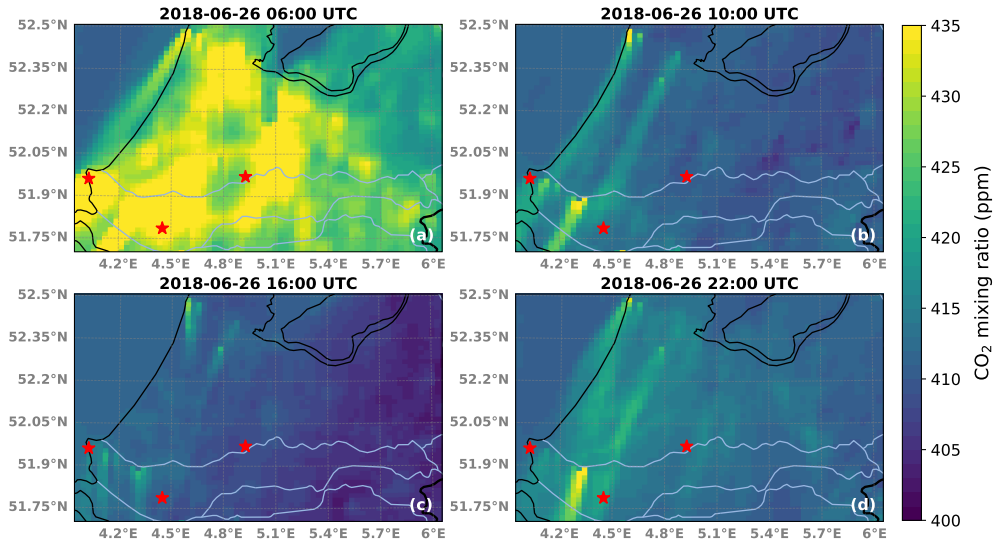 2018-06-26 06:00 UTC
52.5°N
52.35°N
52.2°N
52.05°N
51.9°N
51.75°N
(a)
4.2°E 4.5°E 4.8°E 5.1°E 5.4°E 5.7°E 6°E
2018-06-26 10:00 UTC
52.5°N
52.35°N
52.2°N
52.05°N
51.9°N
51.75°N
(b)
4.2°E 4.5°E 4.8°E 5.1°E 5.4°E 5.7°E 6°E
2018-06-26 16:00 UTC
52.5°N
52.35°N
52.2°N
52.05°N
51.9°N
51.75°N
(c)
4.2°E 4.5°E 4.8°E 5.1°E 5.4°E 5.7°E 6°E
2018-06-26 22:00 UTC
52.5°N
52.35°N
52.2°N
52.05°N
51.9°N
51.75°N
(d)
4.2°E 4.5°E 4.8°E 5.1°E 5.4°E 5.7°E 6°E
435
430
425
420
415
410
405
400
CO₂ mixing ratio (ppm)